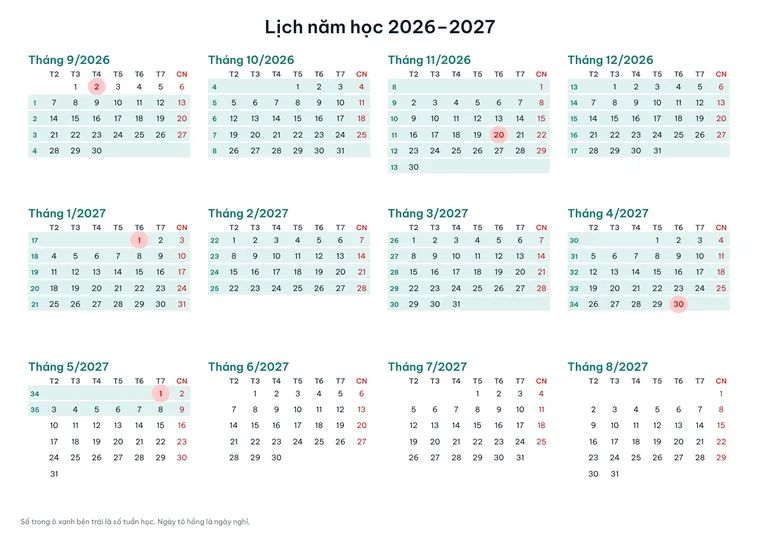 Lịch năm học 2026–2027
Tháng 9/2026
T2 T3 T4 T5 T6 T7 CN
1 2 3 4 5 6
1 7 8 9 10 11 12 13
2 14 15 16 17 18 19 20
3 21 22 23 24 25 26 27
4 28 29 30
Tháng 10/2026
T2 T3 T4 T5 T6 T7 CN
4 1 2 3 4
5 5 6 7 8 9 10 11
6 12 13 14 15 16 17 18
7 19 20 21 22 23 24 25
8 26 27 28 29 30 31
Tháng 11/2026
T2 T3 T4 T5 T6 T7 CN
8 1
9 2 3 4 5 6 7 8
10 9 10 11 12 13 14 15
11 16 17 18 19 20 21 22
12 23 24 25 26 27 28 29
13 30
Tháng 12/2026
T2 T3 T4 T5 T6 T7 CN
13 1 2 3 4 5 6
14 7 8 9 10 11 12 13
15 14 15 16 17 18 19 20
16 21 22 23 24 25 26 27
17 28 29 30 31
Tháng 1/2027
T2 T3 T4 T5 T6 T7 CN
17 1 2 3
18 4 5 6 7 8 9 10
19 11 12 13 14 15 16 17
20 18 19 20 21 22 23 24
21 25 26 27 28 29 30 31
Tháng 2/2027
T2 T3 T4 T5 T6 T7 CN
22 1 2 3 4 5 6 7
23 8 9 10 11 12 13 14
24 15 16 17 18 19 20 21
25 22 23 24 25 26 27 28
Tháng 3/2027
T2 T3 T4 T5 T6 T7 CN
26 1 2 3 4 5 6 7
27 8 9 10 11 12 13 14
28 15 16 17 18 19 20 21
29 22 23 24 25 26 27 28
30 29 30 31
Tháng 4/2027
T2 T3 T4 T5 T6 T7 CN
30 1 2 3 4
31 5 6 7 8 9 10 11
32 12 13 14 15 16 17 18
33 19 20 21 22 23 24 25
34 26 27 28 29 30
Tháng 5/2027
T2 T3 T4 T5 T6 T7 CN
34 1 2
35 3 4 5 6 7 8 9
10 11 12 13 14 15 16
17 18 19 20 21 22 23
24 25 26 27 28 29 30
31
Tháng 6/2027
T2 T3 T4 T5 T6 T7 CN
1 2 3 4 5 6
7 8 9 10 11 12 13
14 15 16 17 18 19 20
21 22 23 24 25 26 27
28 29 30
Tháng 7/2027
T2 T3 T4 T5 T6 T7 CN
1 2 3 4
5 6 7 8 9 10 11
12 13 14 15 16 17 18
19 20 21 22 23 24 25
26 27 28 29 30 31
Tháng 8/2027
T2 T3 T4 T5 T6 T7 CN
1
2 3 4 5 6 7 8
9 10 11 12 13 14 15
16 17 18 19 20 21 22
23 24 25 26 27 28 29
30 31
Số trong ô xanh bên trái là số tuần học. Ngày tô hồng là ngày nghỉ.